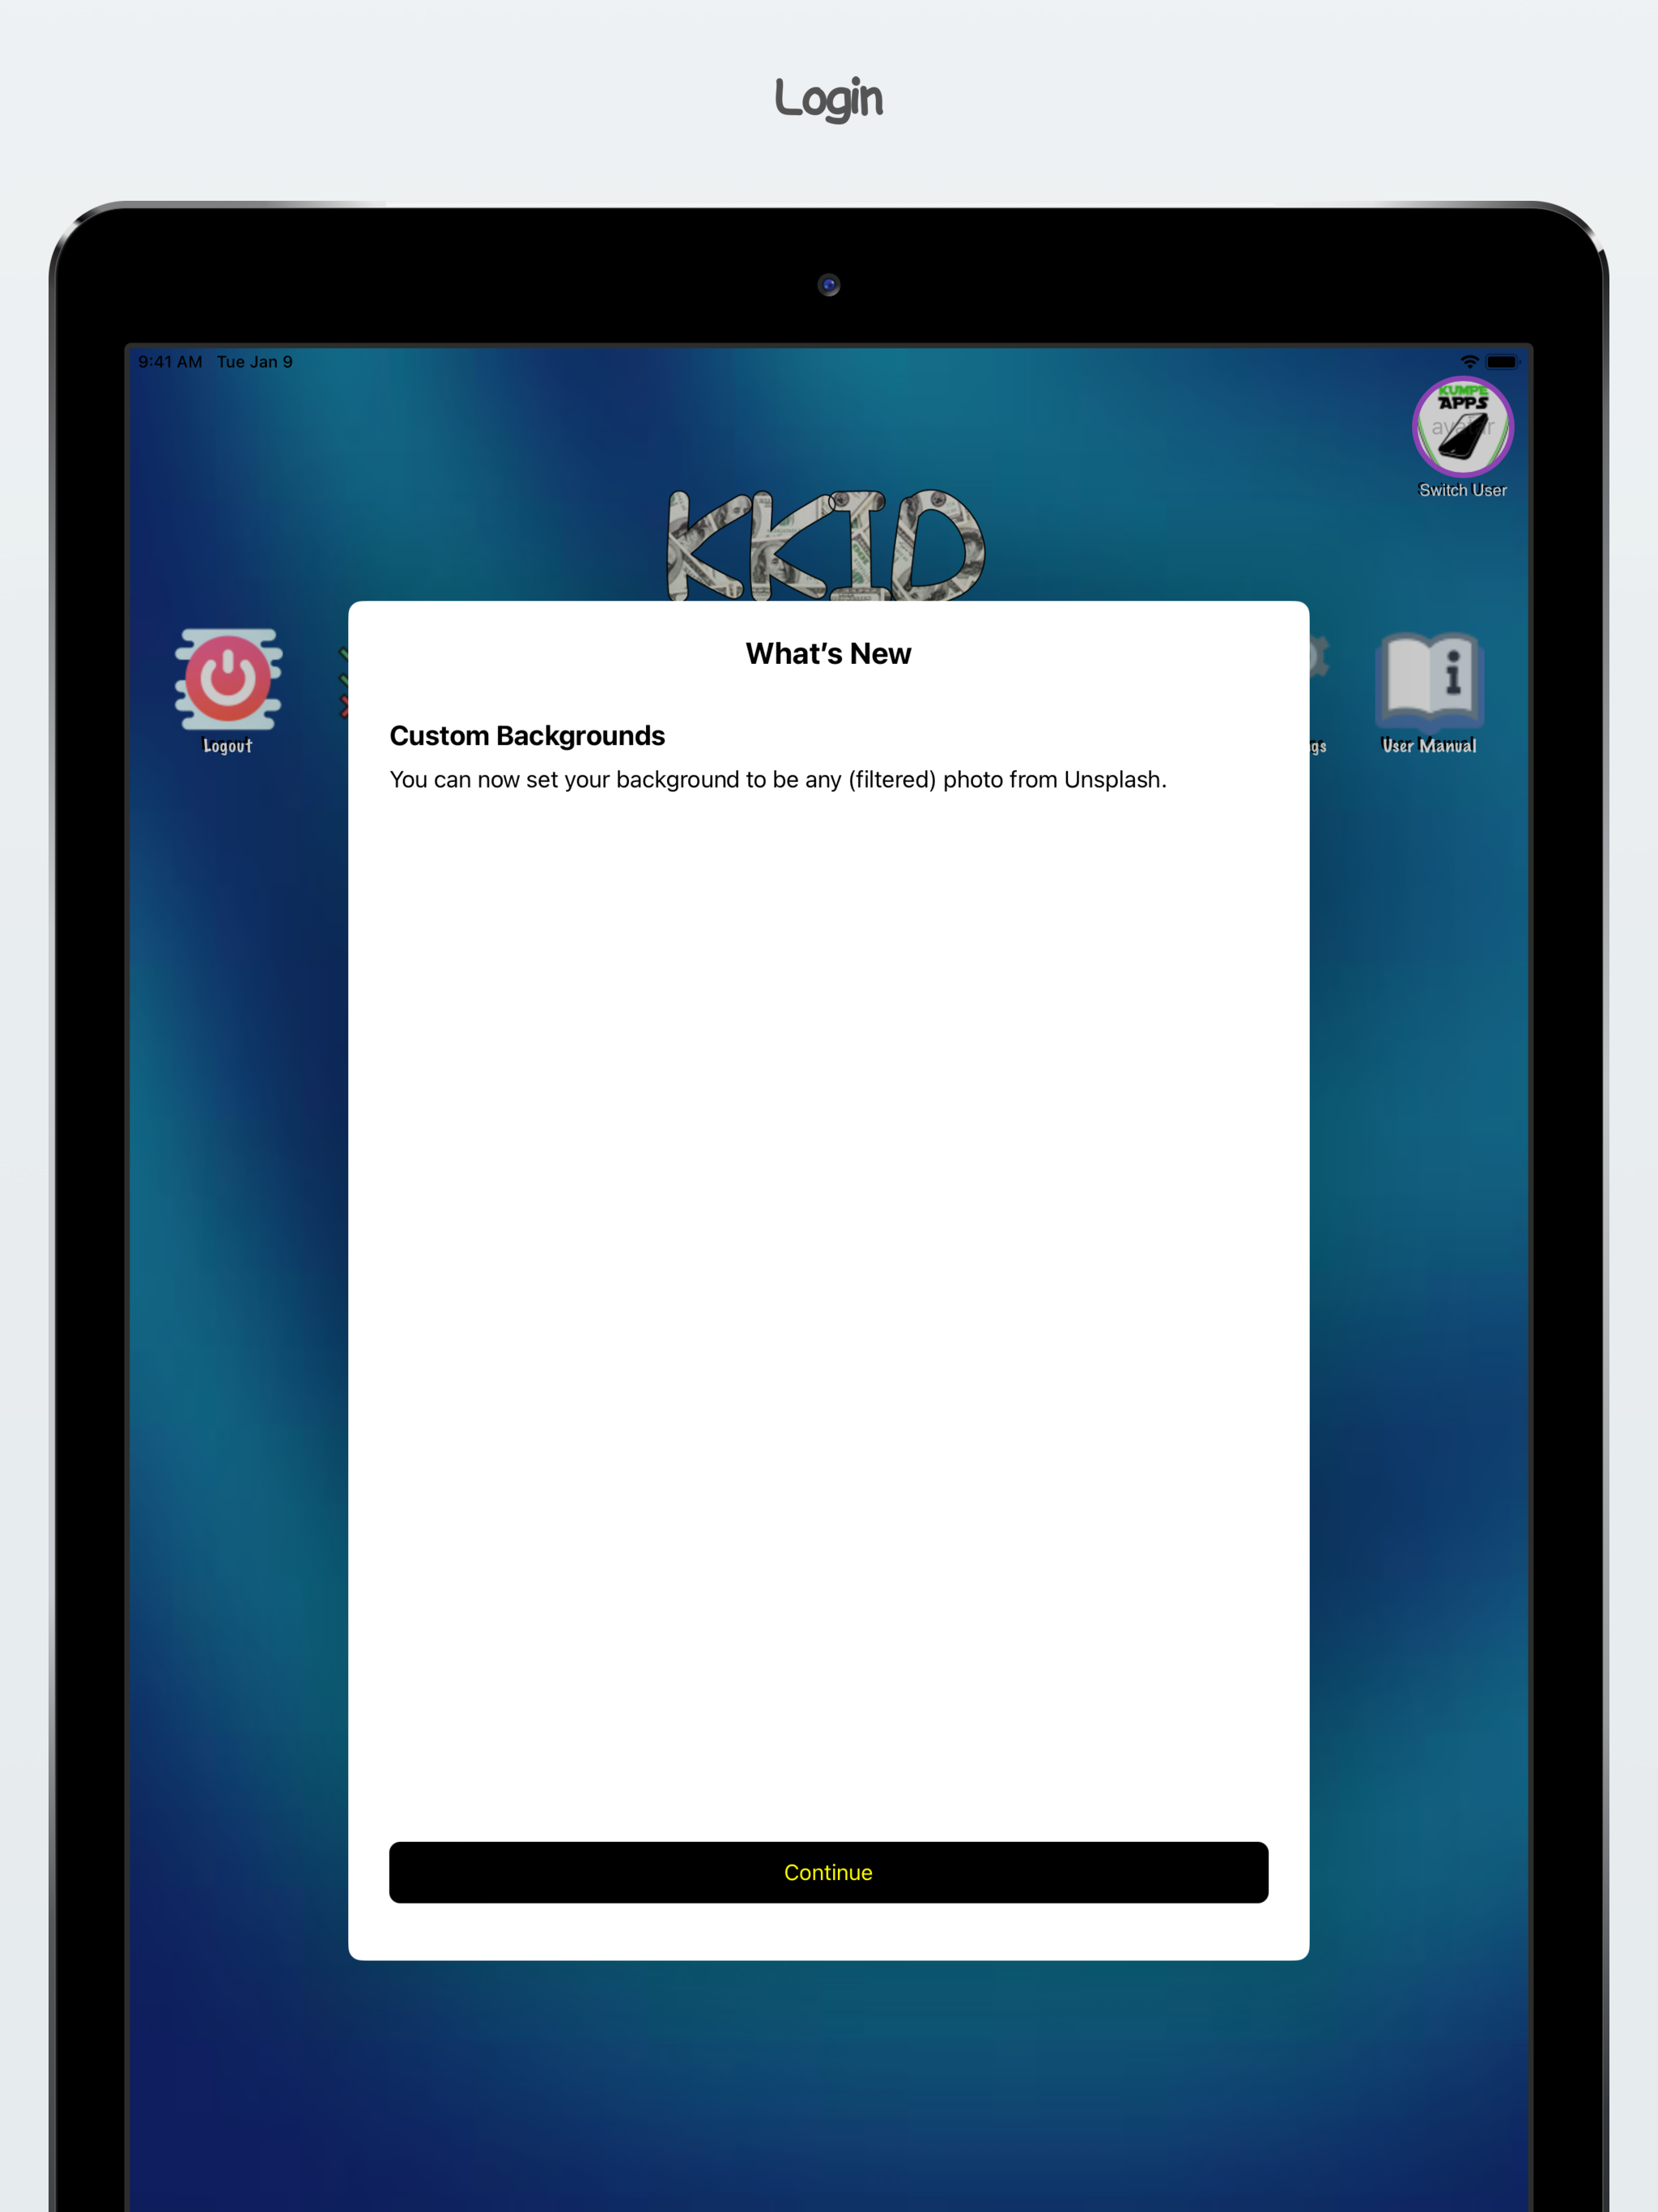 Login
9:41 AM Tue Jan 9
KUMPE
APPS
avatar
Switch User
KKID
What's New
Custom Backgrounds
You can now set your background to be any (filtered) photo from Unsplash.
Logout
gs
User Manual
Continue